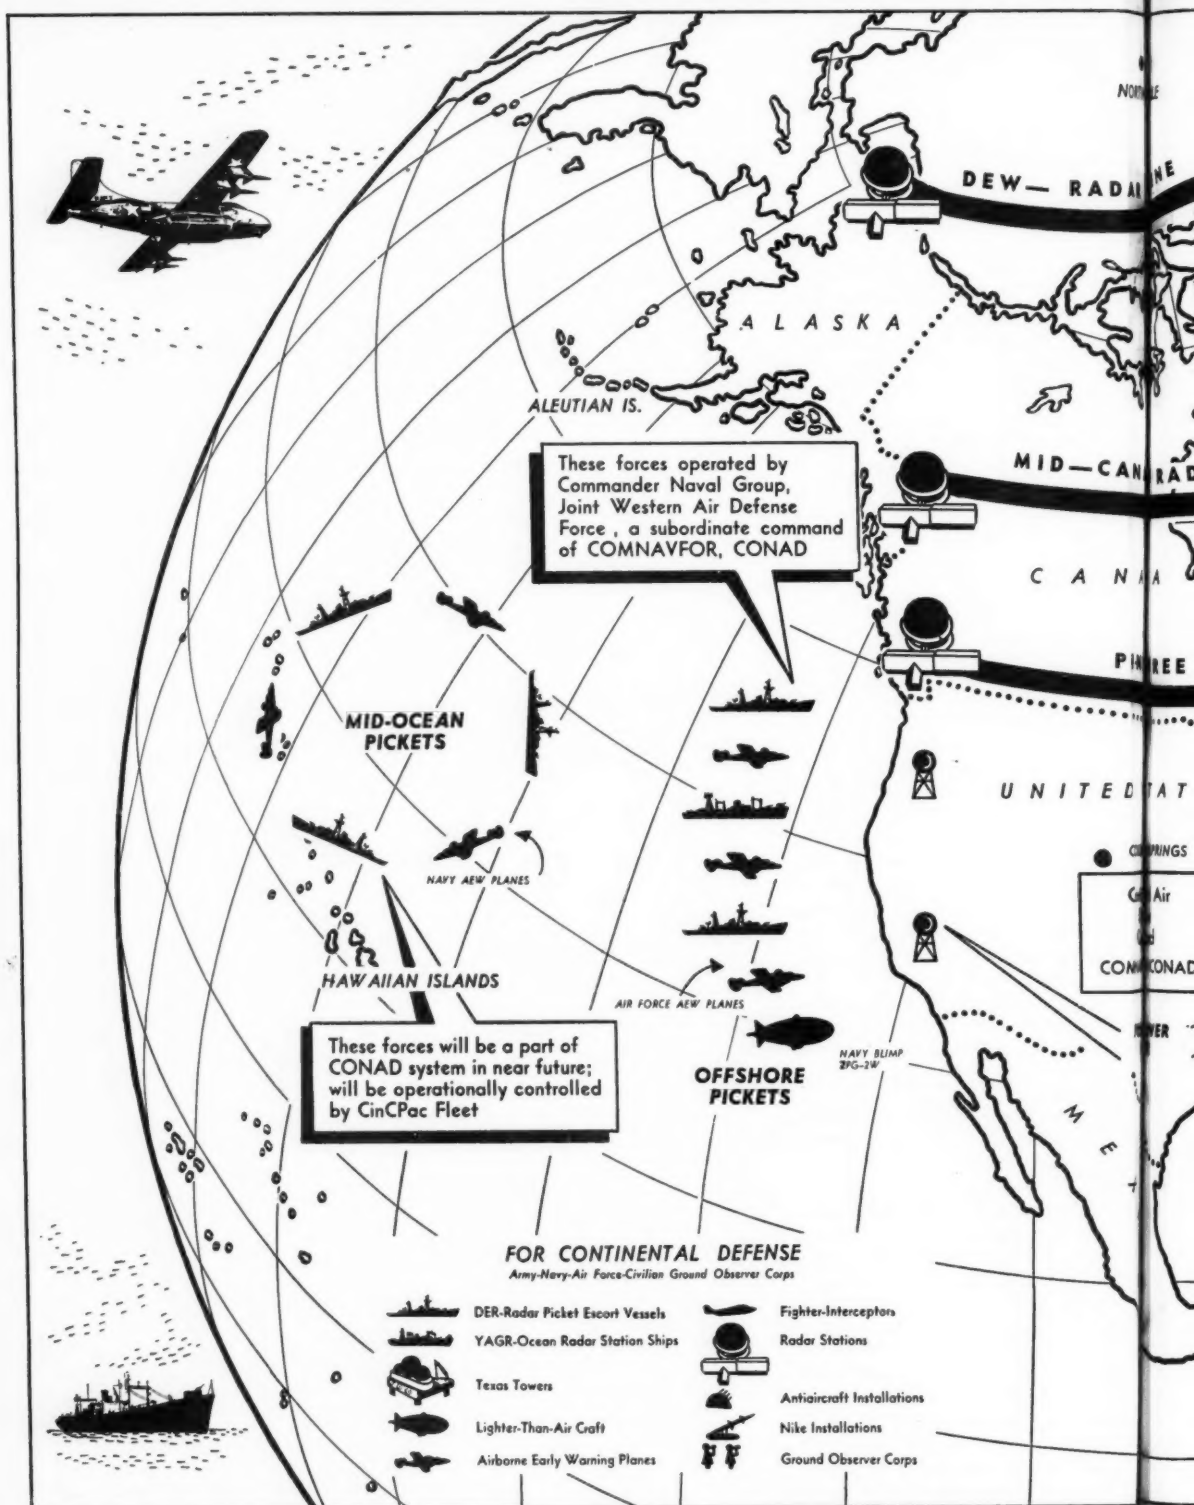 DEW— RADAR
ALASKA
ALEUTIAN IS.
These forces operated by
Commander Naval Group,
Joint Western Air Defense
Force , a subordinate command
of COMNAVFOR, CONAD
MID—CAN
CAN
MID-OCEAN
PICKETS
UNITED
NAVY AEW PLANES
Air
HAWAIIAN ISLANDS
CONAD
AIR FORCE AEW PLANES
These forces will be a part of
CONAD system in near future;
will be operationally controlled
by CinCPac Fleet
NAVY BLIMP
ZPG-2W
OFFSHORE
PICKETS
MEX
FOR CONTINENTAL DEFENSE
Army-Navy-Air Force-Civilian Ground Observer Corps
DER-Radar Picket Escort Vessels
YAGR-Ocean Radar Station Ships
Texas Towers
Lighter-Than-Air Craft
Airborne Early Warning Planes
Fighter-Interceptors
Radar Stations
Antiaircraft Installations
Nike Installations
Ground Observer Corps